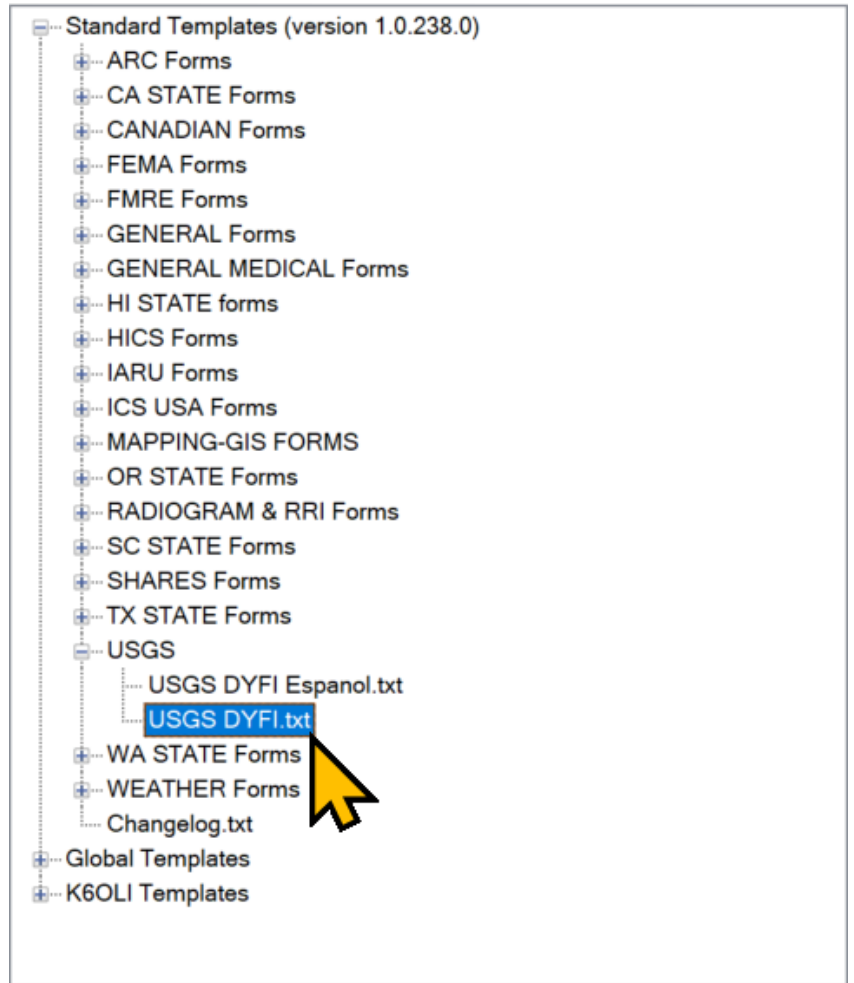 Standard Templates (version 1.0.238.0)
ARC Forms
CA STATE Forms
CANADIAN Forms
FEMA Forms
FMRE Forms
GENERAL Forms
GENERAL MEDICAL Forms
HI STATE forms
HICS Forms
IARU Forms
ICS USA Forms
MAPPING-GIS FORMS
OR STATE Forms
RADIOGRAM & RRI Forms
SC STATE Forms
SHARES Forms
TX STATE Forms
USGS
USGS DYFI Espanol.txt
USGS DYFI.txt
WA STATE Forms
WEATHER Forms
Changelog.txt
Global Templates
K6OLI Templates